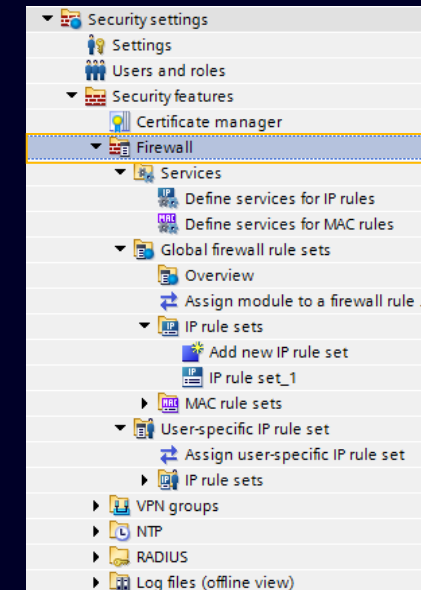 Security settings
Settings
Users and roles
Security features
Certificate manager
Firewall
Services
Define services for IP rules
Define services for MAC rules
Global firewall rule sets
Overview
Assign module to a firewall rule .
IP rule sets
Add new IP rule set
IP rule set_1
MAC rule sets
User-specific IP rule set
Assign user-specific IP rule set
IP rule sets
VPN groups
NTP
RADIUS
Log files (offline view)